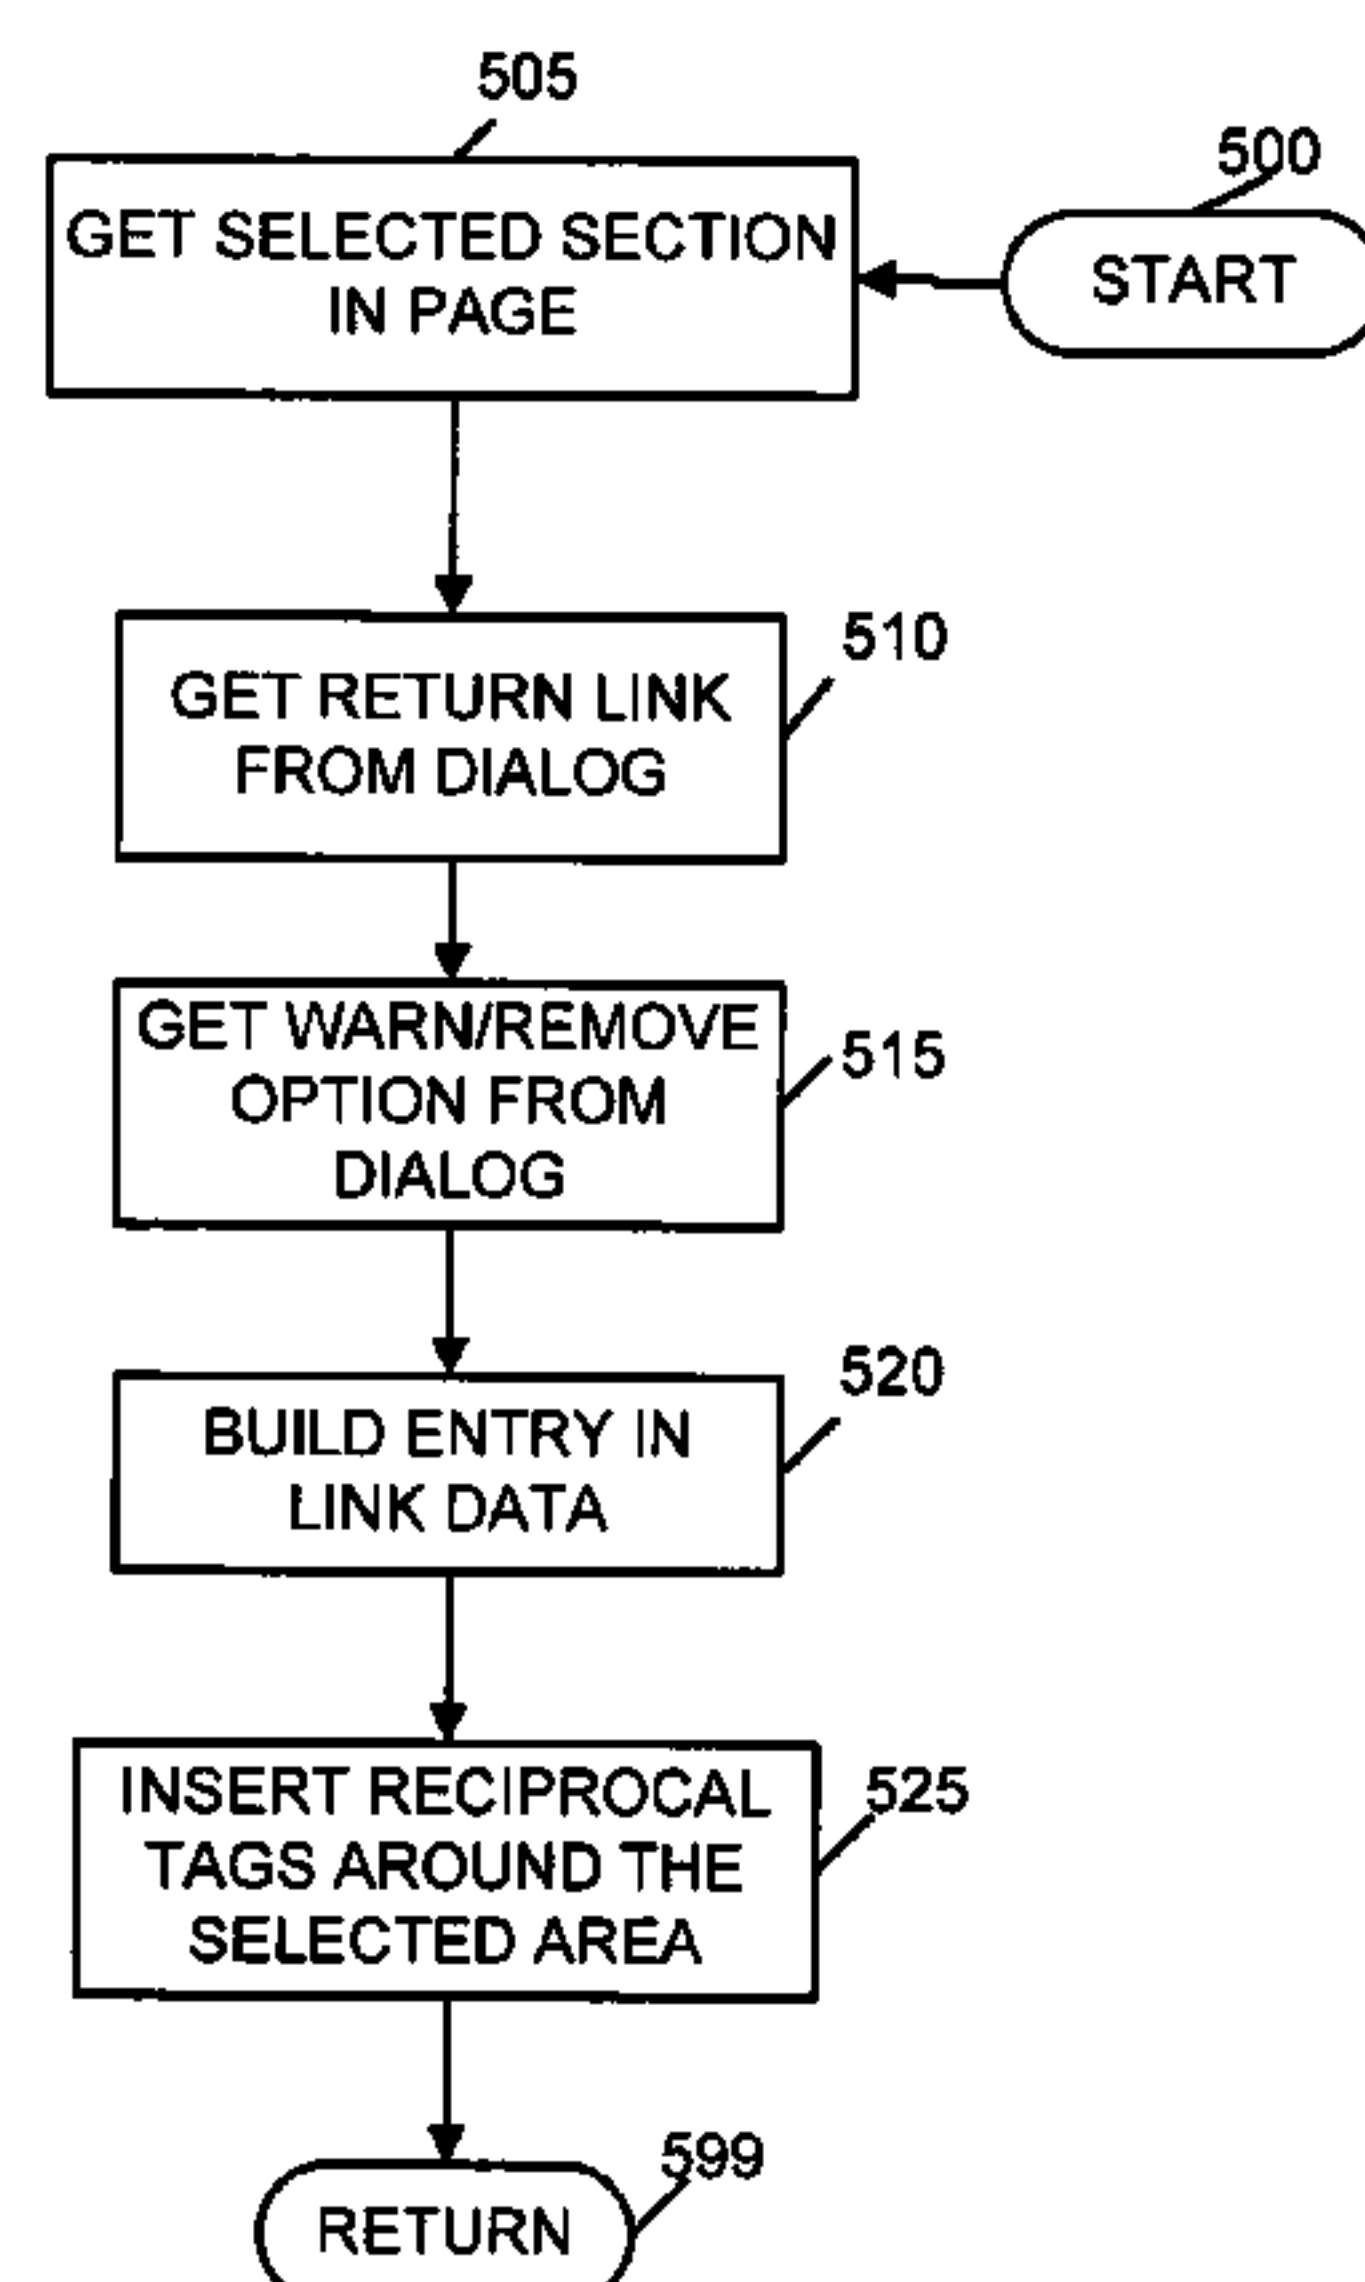 505
500
GET SELECTED SECTION
IN PAGE
START
510
GET RETURN LINK
FROM DIALOG
GET WARN/REMOVE
OPTION FROM
DIALOG
515
520
BUILD ENTRY IN
LINK DATA
525
INSERT RECIPROCAL
TAGS AROUND THE
SELECTED AREA
599
RETURN